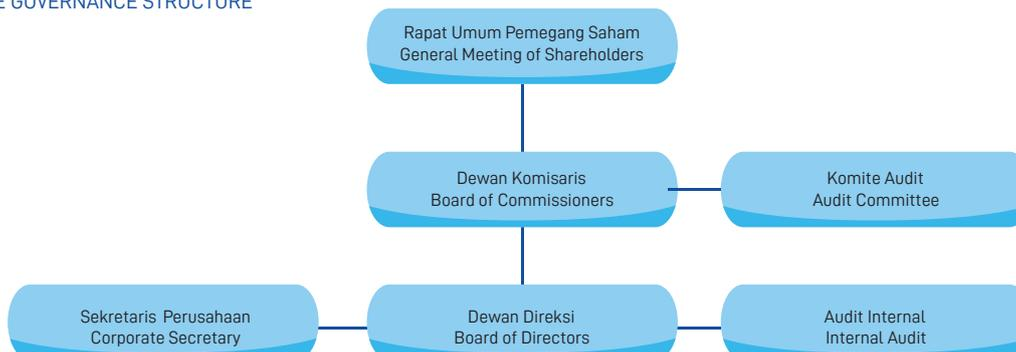 E GOVERNANCE STRUCTURE
Rapat Umum Pemegang Saham
General Meeting of Shareholders
Dewan Komisaris
Board of Commissioners
Komite Audit
Audit Committee
Sekretaris Perusahaan
Corporate Secretary
Dewan Direksi
Board of Directors
Audit Internal
Internal Audit